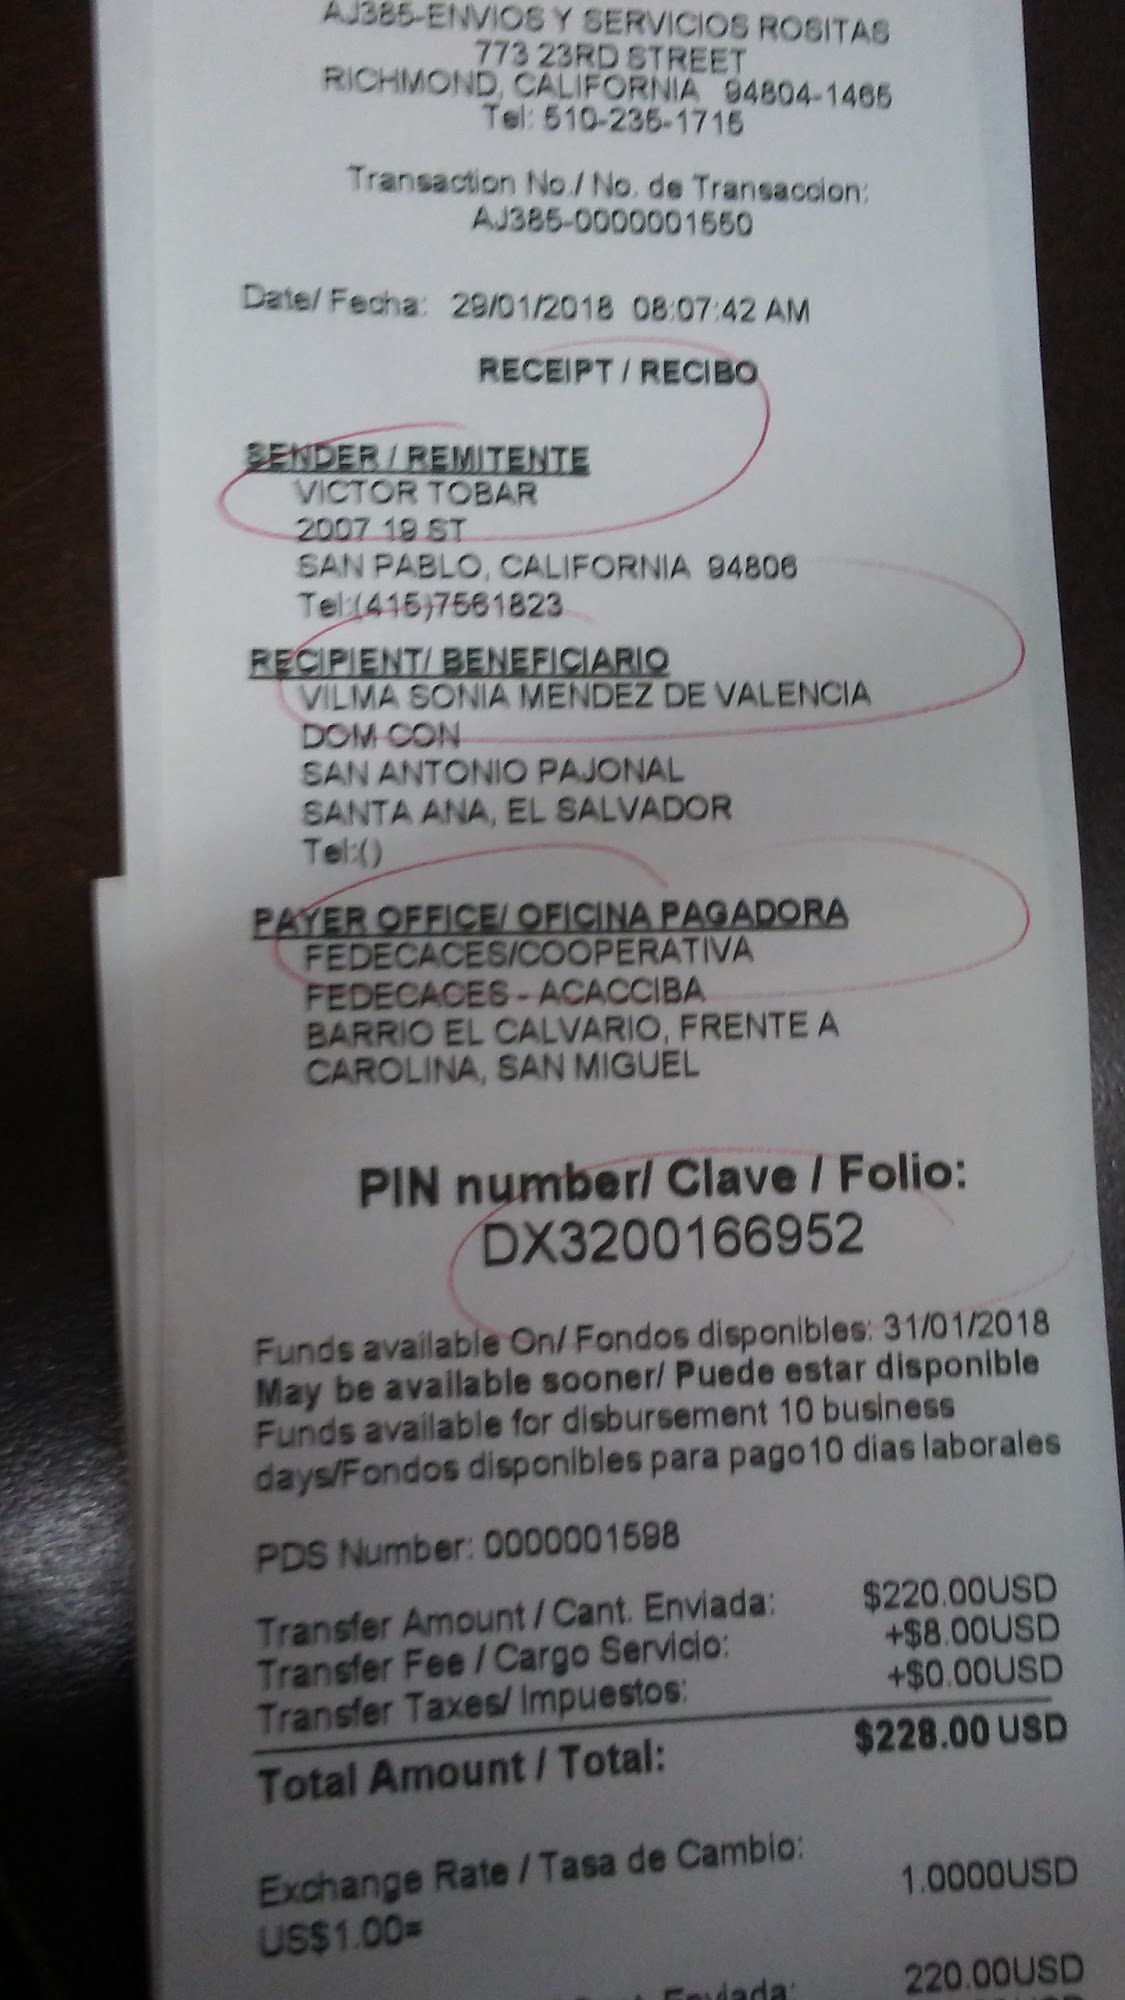 AJ385-ENVIOS Y SERVICIOS ROSITAS
773 23RD STREET
RICHMOND, CALIFORNIA 94804-1465
Tel: 510-235-1715
Transaction No./ No. de Transaccion:
AJ385-0000001550
Date/ Fecha: 29/01/2018 08:07:42 AM
RECEIPT / RECIBO
SENDER / REMITENTE
VICTOR TOBAR
2007 19 ST
SAN PABLO, CALIFORNIA 94806
Tel:(415)7561823
RECIPIENT/ BENEFICIARIO
VILMA SONIA MENDEZ DE VALENCIA
DOM CON
SAN ANTONIO PAJONAL
SANTA ANA, EL SALVADOR
Tel:()
PAYER OFFICE/ OFICINA PAGADORA
FEDECACES/COOPERATIVA
FEDECACES - ACACCIBA
BARRIO EL CALVARIO, FRENTE A
CAROLINA, SAN MIGUEL
PIN number/ Clave / Folio:
DX3200166952
Funds available On/ Fondos disponibles: 31/01/2018
May be available sooner/ Puede estar disponible
Funds available for disbursement 10 business
days/Fondos disponibles para pago10 dias laborales
PDS Number: 0000001598
Transfer Amount / Cant. Enviada: $220.00USD
Transfer Fee / Cargo Servicio: +$8.00USD
Transfer Taxes/ Impuestos: +$0.00USD
Total Amount / Total: $228.00 USD
Exchange Rate / Tasa de Cambio:
US$1.00= 1.0000USD
Enviada: 220.00USD